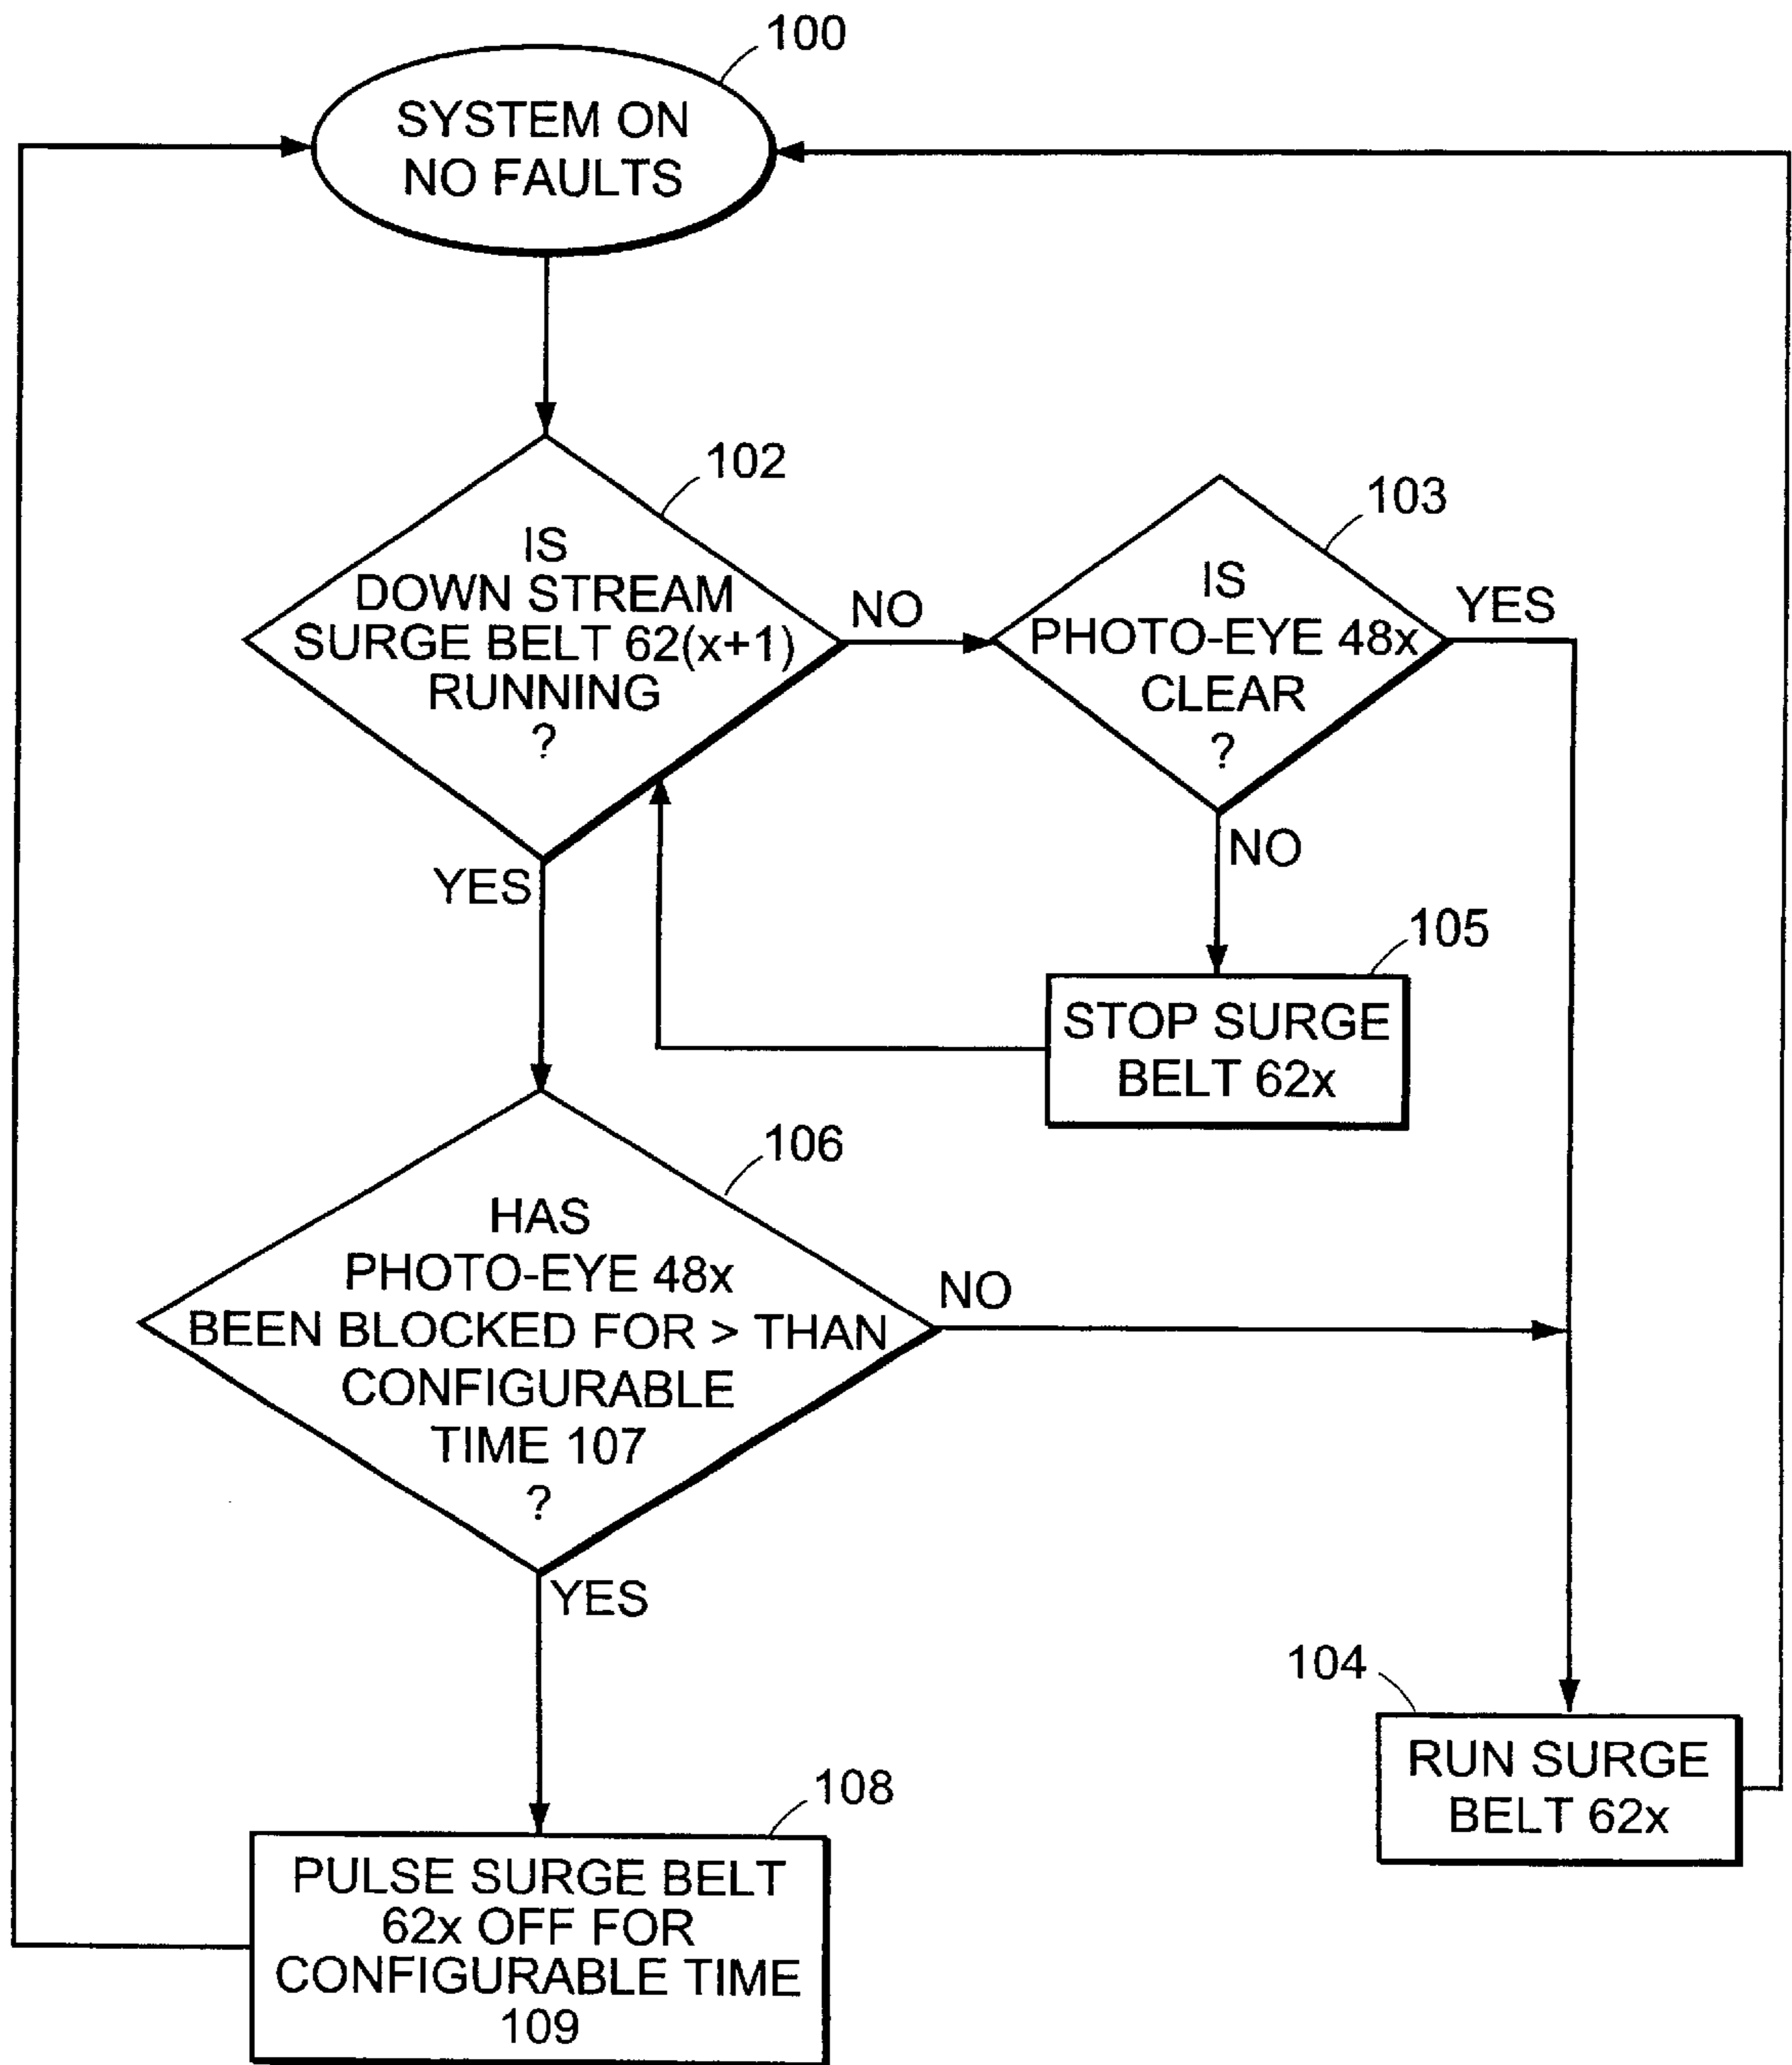 100
SYSTEM ON
NO FAULTS
102
IS
DOWN STREAM
SURGE BELT 62(x+1)
RUNNING
?
NO
YES
103
IS
PHOTO-EYE 48x
CLEAR
?
YES
NO
105
STOP SURGE
BELT 62x
106
HAS
PHOTO-EYE 48x
BEEN BLOCKED FOR > THAN
CONFIGURABLE
TIME 107
?
NO
YES
104
RUN SURGE
BELT 62x
108
PULSE SURGE BELT
62x OFF FOR
CONFIGURABLE TIME
109